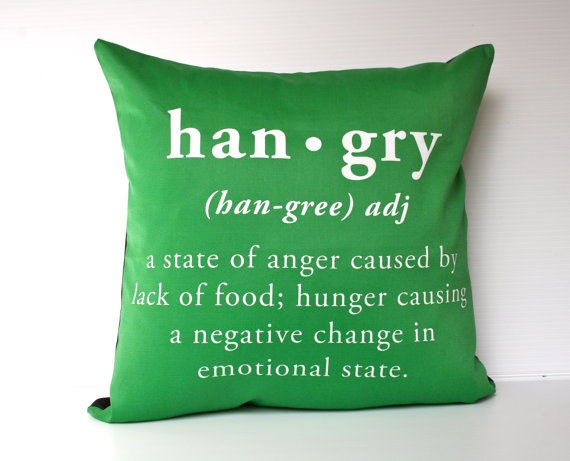 han • gry
(han-gree) adj
a state of anger caused by
lack of food; hunger causing
a negative change in
emotional state.